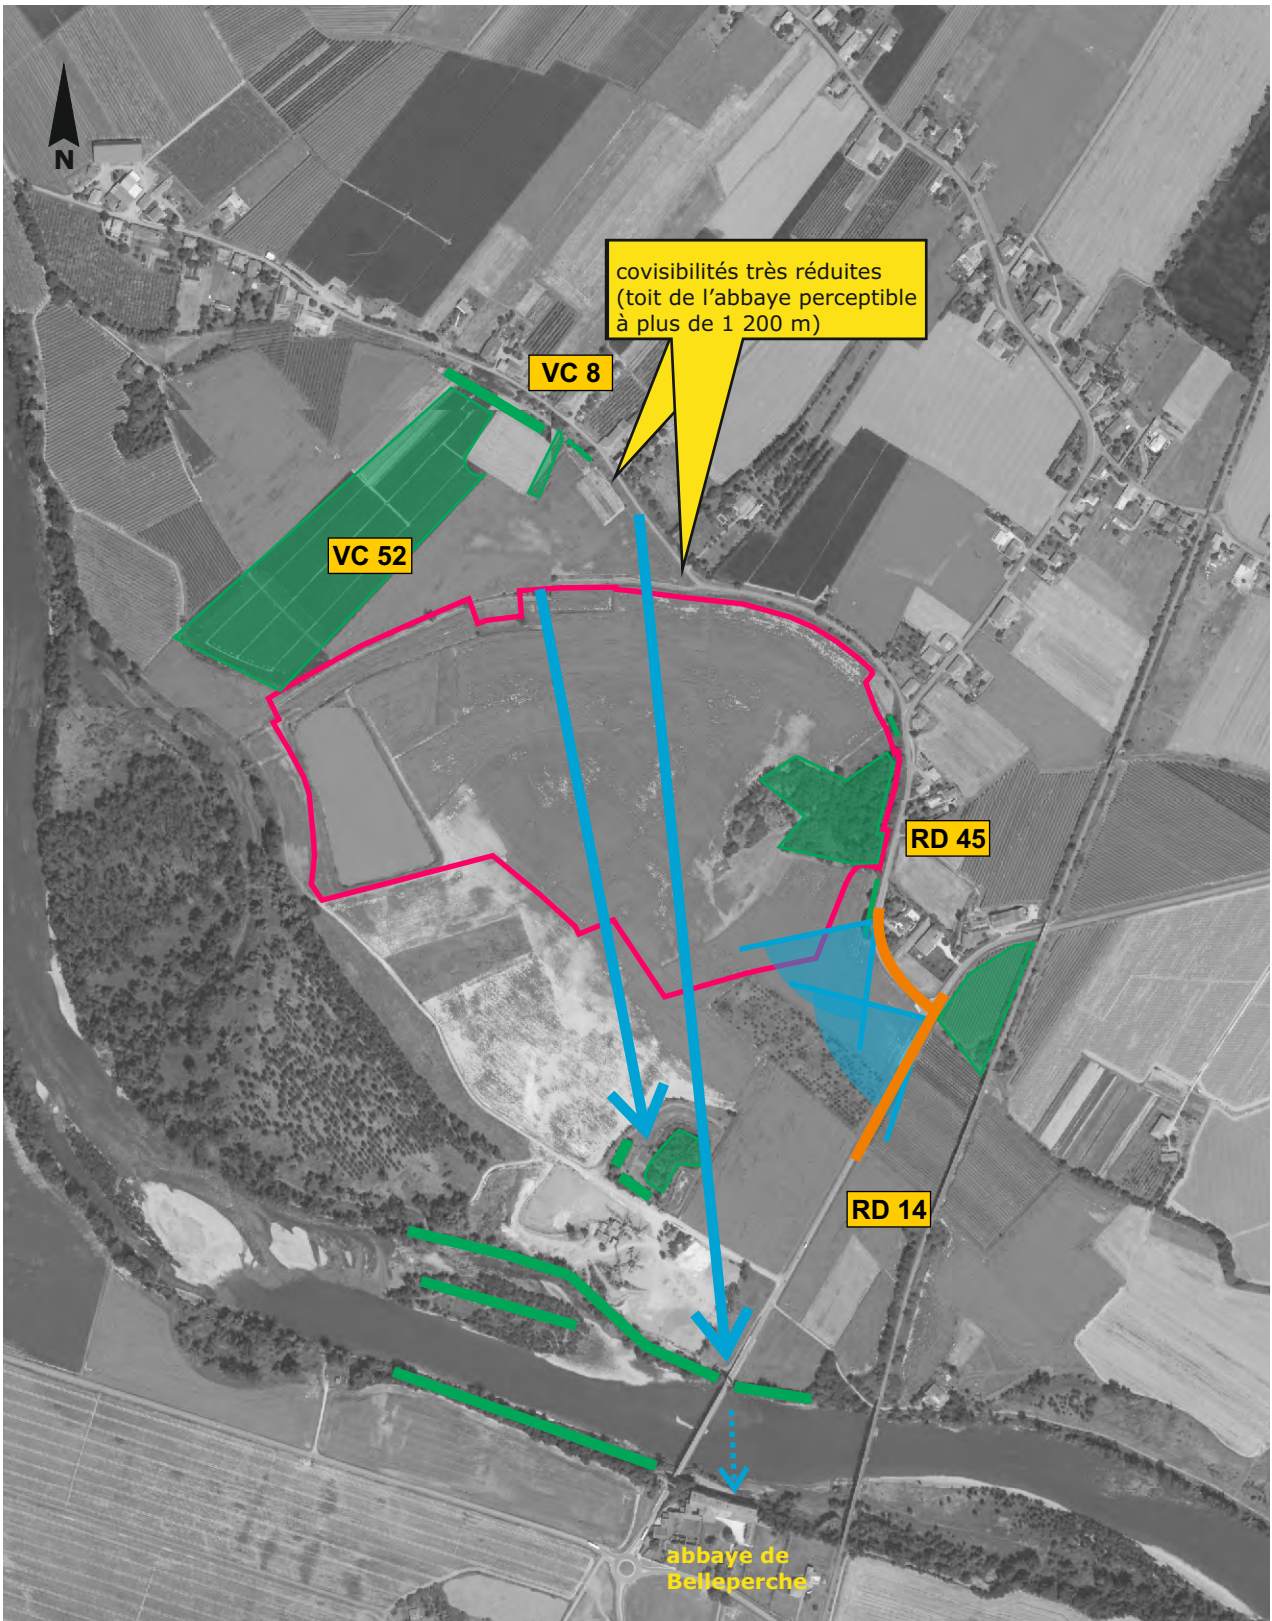 N
covisibilités très réduites
(toit de l'abbaye perceptible
à plus de 1 200 m)
VC 8
VC 52
RD 45
RD 14
abbaye de
Belleperche